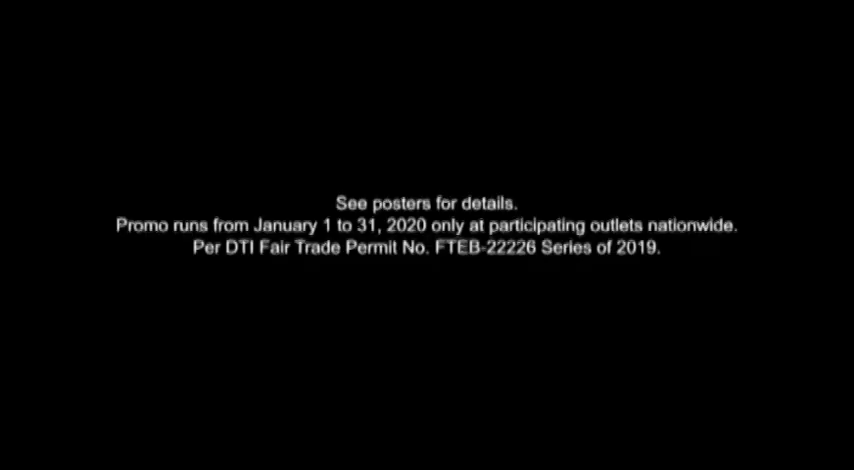 See posters for details.
Promo runs from January 1 to 31, 2020 only at participating outlets nationwide.
Per DTI Fair Trade Permit No. FTEB-22226 Series of 2019.